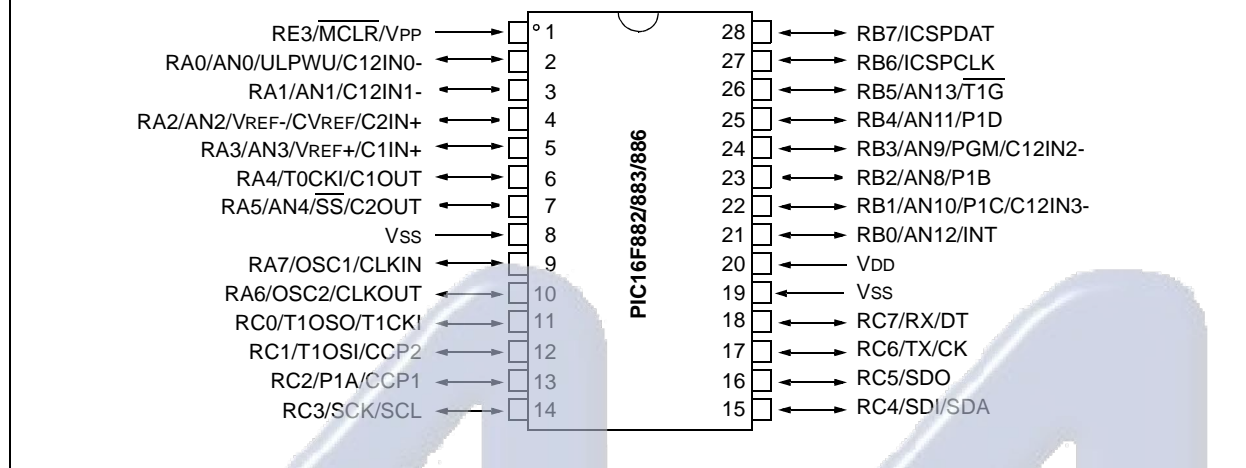 RE3/MCLR/VPP 1 28 RB7/ICSPDAT
RA0/AN0/ULPWU/C12IN0- 2 27 RB6/ICSPCLK
RA1/AN1/C12IN1- 3 26 RB5/AN13/T1G
RA2/AN2/VREF-/CVREF/C2IN+ 4 25 RB4/AN11/P1D
RA3/AN3/VREF+/C1IN+ 5 24 RB3/AN9/PGM/C12IN2-
RA4/T0CKI/C1OUT 6 23 RB2/AN8/P1B
RA5/AN4/SS/C2OUT 7 22 RB1/AN10/P1C/C12IN3-
VSS 8 21 RB0/AN12/INT
RA7/OSC1/CLKIN 9 20 VDD
RA6/OSC2/CLKOUT 10 19 VSS
RC0/T1OSO/T1CKI 11 18 RC7/RX/DT
RC1/T1OSI/CCP2 12 17 RC6/TX/CK
RC2/P1A/CCP1 13 16 RC5/SDO
RC3/SCK/SCL 14 15 RC4/SDI/SDA
PIC16F882/883/886